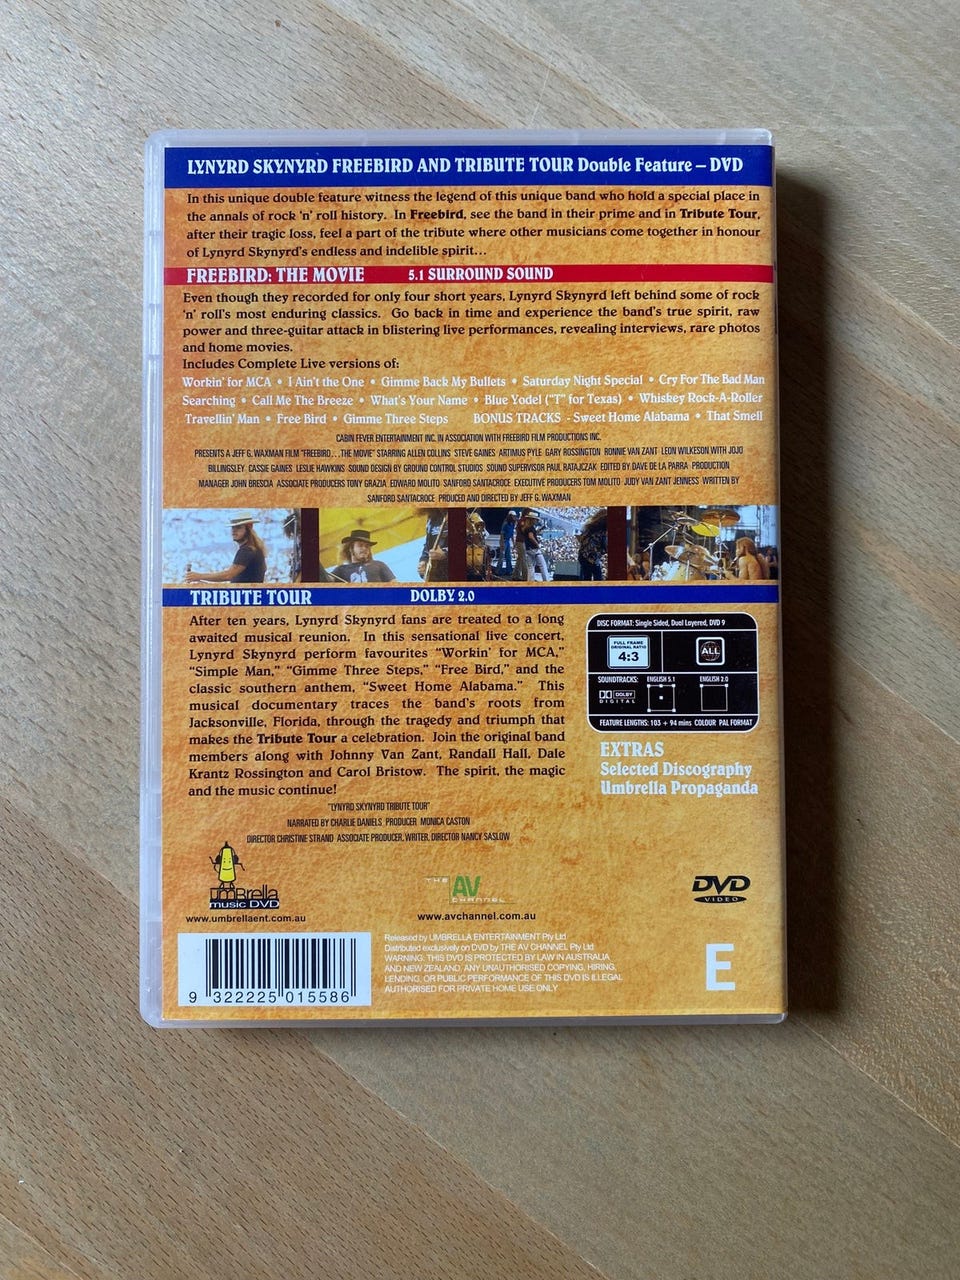 LYNYRD SKYNYRD FREEBIRD AND TRIBUTE TOUR Double Feature – DVD
In this unique double feature witness the legend of this unique band who hold a special place in
the annals of rock 'n' roll history. In Freebird, see the band in their prime and in Tribute Tour,
after their tragic loss, feel a part of the tribute where other musicians come together in honour
of Lynyrd Skynyrd's endless and indelible spirit...
FREEBIRD: THE MOVIE 5.1 SURROUND SOUND
Even though they recorded for only four short years, Lynyrd Skynyrd left behind some of rock
'n' roll's most enduring classics. Go back in time and experience the band's true spirit, raw
power and three-guitar attack in blistering live performances, revealing interviews, rare photos
and home movies.
Includes Complete Live versions of:
Workin' for MCA • I Ain't the One • Gimme Back My Bullets • Saturday Night Special • Cry For The Bad Man
Searching • Call Me The Breeze • What's Your Name • Blue Yodel ("T" for Texas) • Whiskey Rock-A-Roller
Travellin' Man • Free Bird • Gimme Three Steps BONUS TRACKS - Sweet Home Alabama • That Smell
CABIN FEVER ENTERTAINMENT INC. IN ASSOCIATION WITH FREEBIRD FILM PRODUCTIONS INC.
PRESENTS A JEFF G. WAXMAN FILM "FREEBIRD... THE MOVIE" STARRING ALLEN COLLINS STEVE GAINES ARTIMUS PYLE GARY ROSSINGTON RONNIE VAN ZANT LEON WILKESON WITH JOJO
BILLINGSLEY CASSIE GAINES LESLIE HAWKINS SOUND DESIGN BY GROUND CONTROL STUDIOS SOUND SUPERVISOR PAUL RATAJCZAK EDITED BY DAVE DE LA PARRA PRODUCTION
MANAGER JOHN BRESCIA ASSOCIATE PRODUCERS TONY GRAZIA EDWARD MOLITO SANFORD SANTACROCE EXECUTIVE PRODUCERS TOM MOLITO JUDY VAN ZANT JENNESS WRITTEN BY
SANFORD SANTACROCE PRODUCED AND DIRECTED BY JEFF G. WAXMAN
TRIBUTE TOUR DOLBY 2.0
After ten years, Lynyrd Skynyrd fans are treated to a long
awaited musical reunion. In this sensational live concert,
Lynyrd Skynyrd perform favourites "Workin' for MCA,"
"Simple Man," "Gimme Three Steps," "Free Bird," and the
classic southern anthem, "Sweet Home Alabama." This
musical documentary traces the band's roots from
Jacksonville, Florida, through the tragedy and triumph that
makes the Tribute Tour a celebration. Join the original band
members along with Johnny Van Zant, Randall Hall, Dale
Krantz Rossington and Carol Bristow. The spirit, the magic
and the music continue!
"LYNYRD SKYNYRD TRIBUTE TOUR"
NARRATED BY CHARLIE DANIELS PRODUCER MONICA CASTON
DIRECTOR CHRISTINE STRAND ASSOCIATE PRODUCER, WRITER, DIRECTOR NANCY SASLOW
DISC FORMAT: Single Sided, Dual Layered, DVD 9
FULL FRAME
ORIGINAL RATIO
4:3
ALL
SOUNDTRACKS: ENGLISH 5.1 ENGLISH 2.0
DOLBY
DIGITAL
FEATURE LENGTHS: 103 + 94 mins COLOUR PAL FORMAT
EXTRAS
Selected Discography
Umbrella Propaganda
umbrella
music DVD
www.umbrellaent.com.au
THE AV CHANNEL
www.avchannel.com.au
DVD
VIDEO
9 322225 015586
Released by UMBRELLA ENTERTAINMENT Pty Ltd
Distributed exclusively on DVD by THE AV CHANNEL Pty Ltd
WARNING: THIS DVD IS PROTECTED BY LAW IN AUSTRALIA
AND NEW ZEALAND. ANY UNAUTHORISED COPYING, HIRING,
LENDING, OR PUBLIC PERFORMANCE OF THIS DVD IS ILLEGAL
AUTHORISED FOR PRIVATE HOME USE ONLY
E